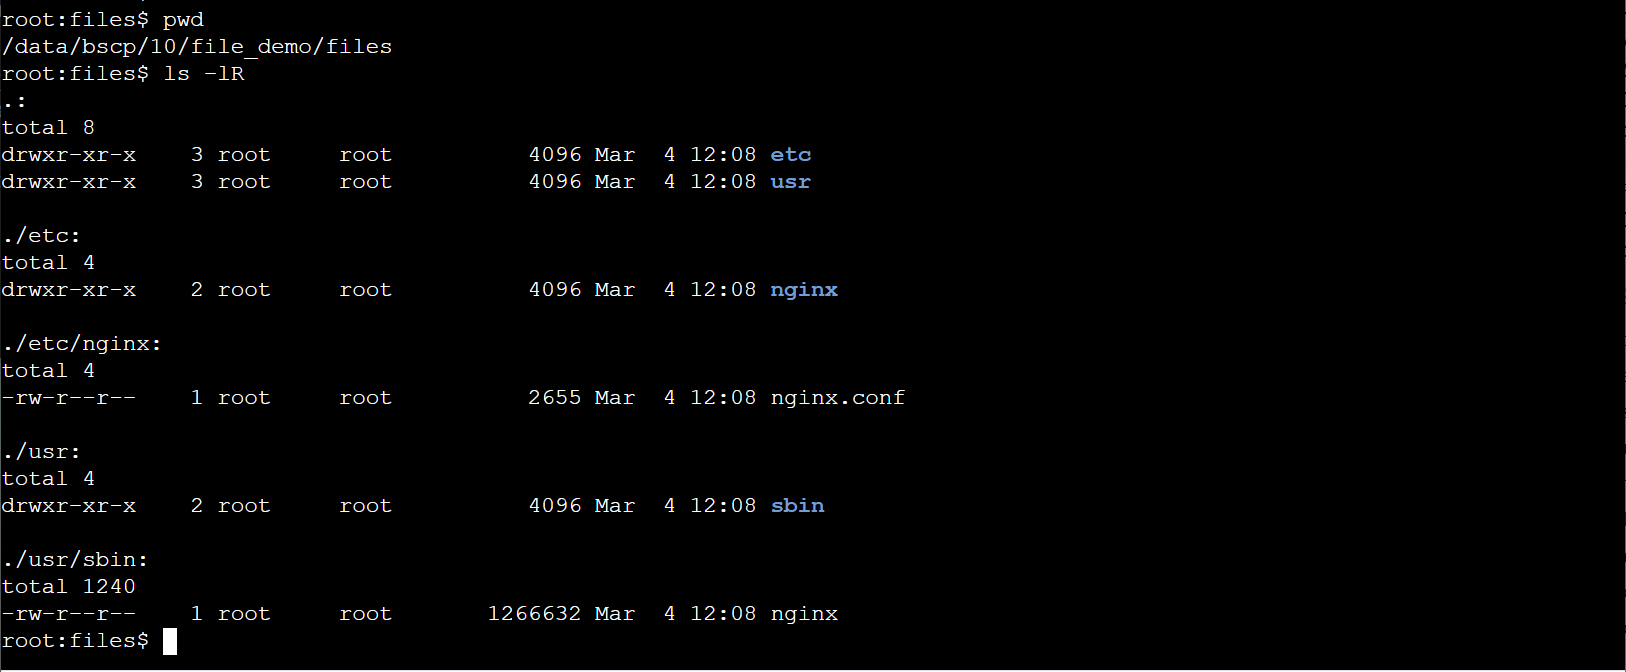 root:files$ pwd
/data/bscp/10/file_demo/files
root:files$ ls -lR
.:
total 8
drwxr-xr-x    3 root     root          4096 Mar  4 12:08 etc
drwxr-xr-x    3 root     root          4096 Mar  4 12:08 usr

./etc:
total 4
drwxr-xr-x    2 root     root          4096 Mar  4 12:08 nginx

./etc/nginx:
total 4
-rw-r--r--    1 root     root          2655 Mar  4 12:08 nginx.conf

./usr:
total 4
drwxr-xr-x    2 root     root          4096 Mar  4 12:08 sbin

./usr/sbin:
total 1240
-rw-r--r--    1 root     root       1266632 Mar  4 12:08 nginx
root:files$